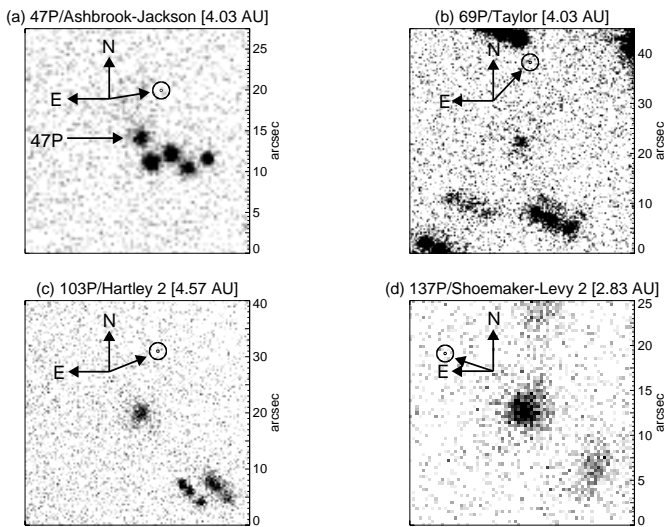 (a) 47P/Ashbrook-Jackson [4.03 AU]
N
E
47P
25
20
15
10
5
0
arcsec
(b) 69P/Taylor [4.03 AU]
N
E
40
30
20
10
0
arcsec
(c) 103P/Hartley 2 [4.57 AU]
N
E
40
30
20
10
0
arcsec
(d) 137P/Shoemaker-Levy 2 [2.83 AU]
N
E
25
20
15
10
5
0
arcsec